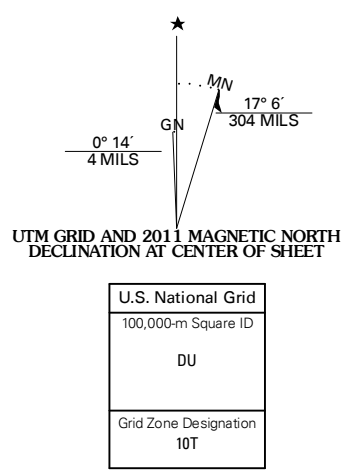 MN
17° 6´
304 MILS
GN
0° 14´
4 MILS
UTM GRID AND 2011 MAGNETIC NORTH
DECLINATION AT CENTER OF SHEET
U.S. National Grid
100,000-m Square ID
DU
Grid Zone Designation
10T